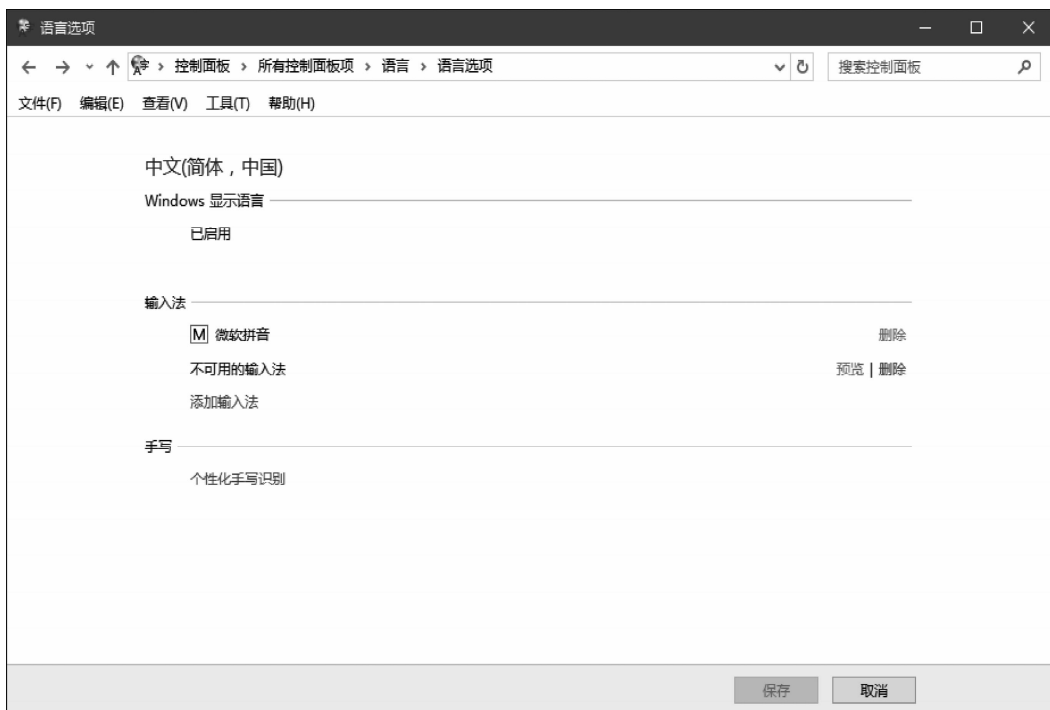 语言选项
控制面板 › 所有控制面板项 › 语言 › 语言选项
搜索控制面板
文件(F) 编辑(E) 查看(V) 工具(T) 帮助(H)
中文(简体，中国)
Windows 显示语言
已启用
输入法
M 微软拼音 删除
不可用的输入法 预览 | 删除
添加输入法
手写
个性化手写识别
保存 取消